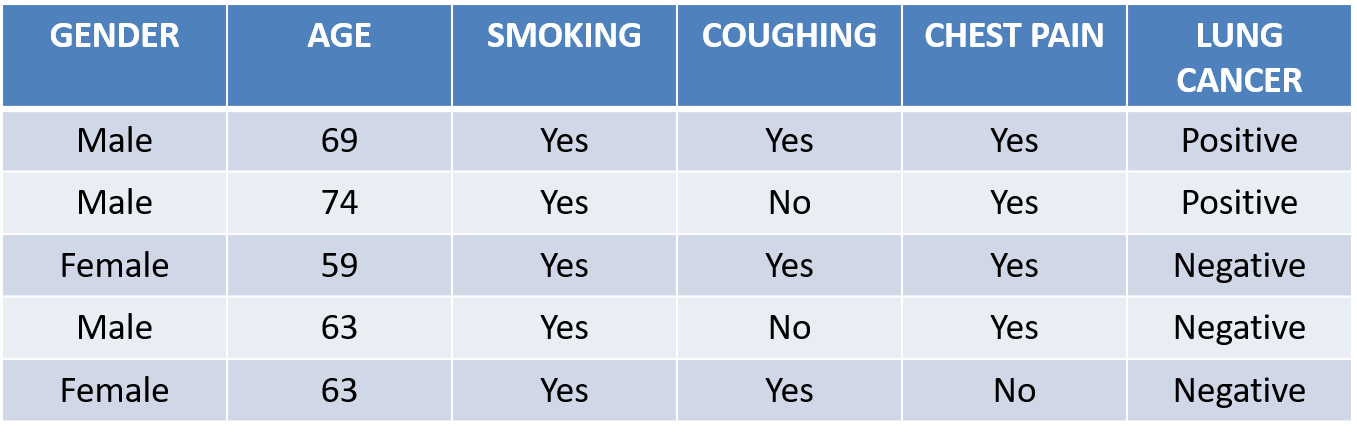 GENDER AGE SMOKING COUGHING CHEST PAIN LUNG
CANCER
Male 69 Yes Yes Yes Positive
Male 74 Yes No Yes Positive
Female 59 Yes Yes Yes Negative
Male 63 Yes No Yes Negative
Female 63 Yes Yes No Negative